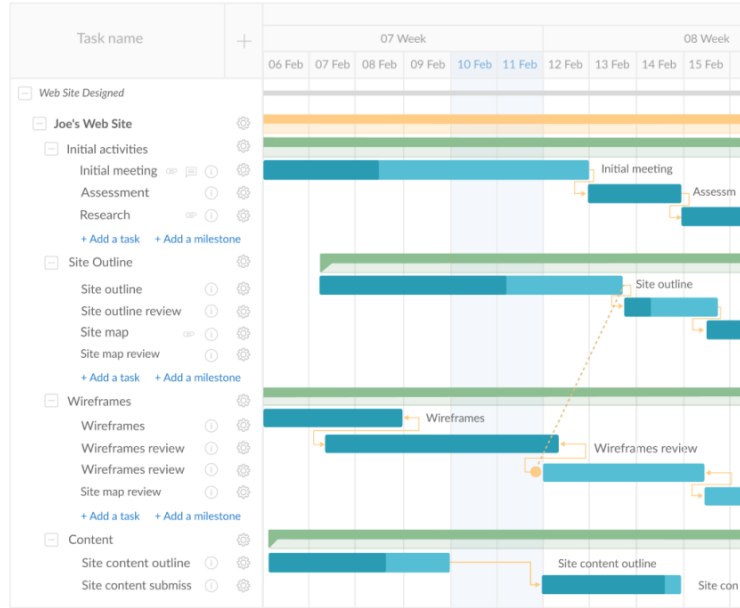 Task name
07 Week
08 Week
06 Feb 07 Feb 08 Feb 09 Feb 10 Feb 11 Feb 12 Feb 13 Feb 14 Feb 15 Feb
Web Site Designed
Joe's Web Site
Initial activities
Initial meeting Initial meeting
Assessment Assessm
Research
+ Add a task + Add a milestone
Site Outline
Site outline Site outline
Site outline review
Site map
Site map review
+ Add a task + Add a milestone
Wireframes
Wireframes Wireframes
Wireframes review Wireframes review
Wireframes review
Site map review
+ Add a task + Add a milestone
Content
Site content outline Site content outline
Site content submiss Site con